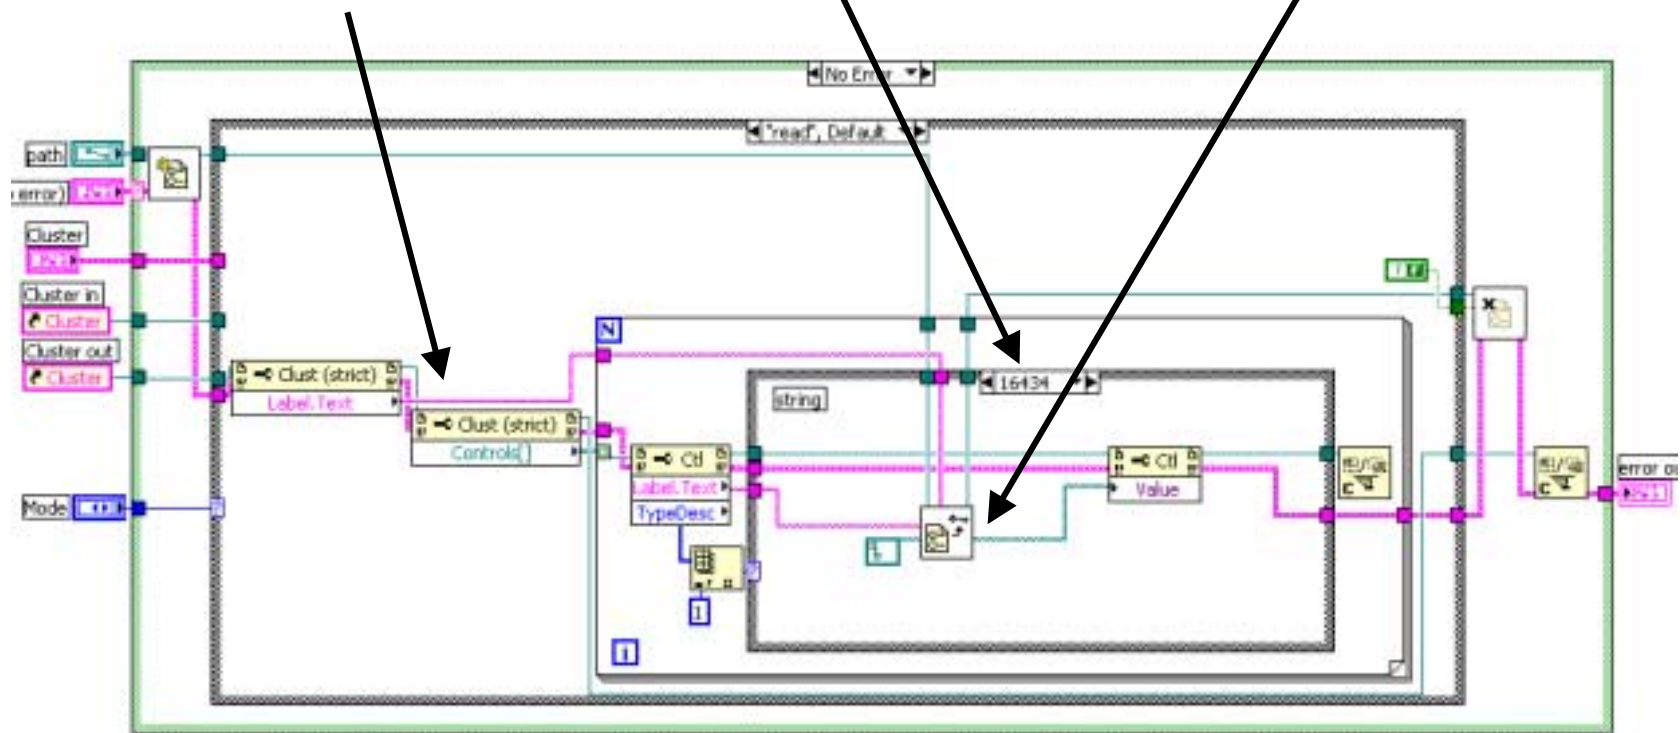 No Error
"read", Default
path
error)
Cluster
Cluster in
Cluster
Cluster out
Cluster
Clust (strict)
Label.Text
Clust (strict)
Controls[]
N
16434
string
Ctl
Label.Text
TypeDesc
Ctl
Value
Mode
1
i
error ou